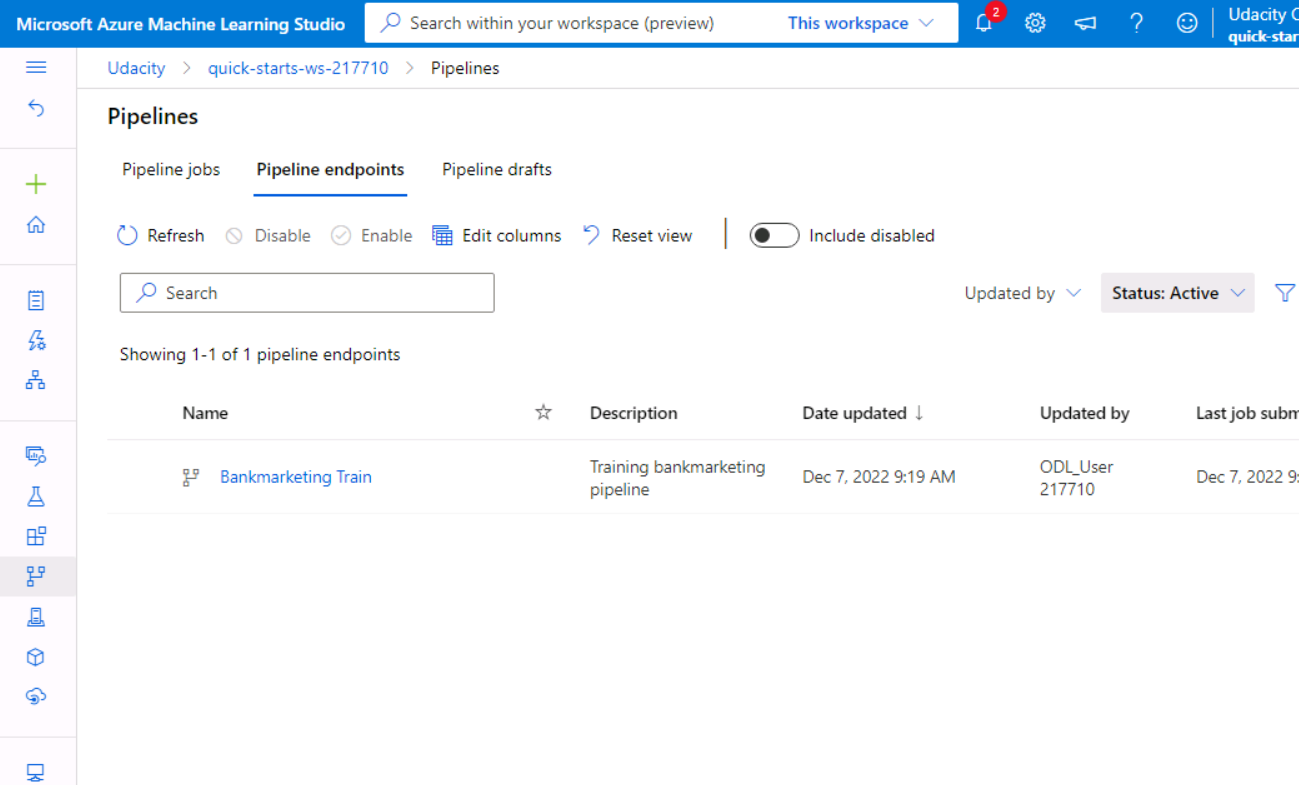 Microsoft Azure Machine Learning Studio
Search within your workspace (preview)
This workspace
2
Udacity
quick-star
Udacity > quick-starts-ws-217710 > Pipelines
Pipelines
Pipeline jobs Pipeline endpoints Pipeline drafts
Refresh Disable Enable Edit columns Reset view Include disabled
Search Updated by Status: Active
Showing 1-1 of 1 pipeline endpoints
Name Description Date updated ↓ Updated by Last job subm
Bankmarketing Train
Training bankmarketing
pipeline
Dec 7, 2022 9:19 AM
ODL_User
217710
Dec 7, 2022 9: